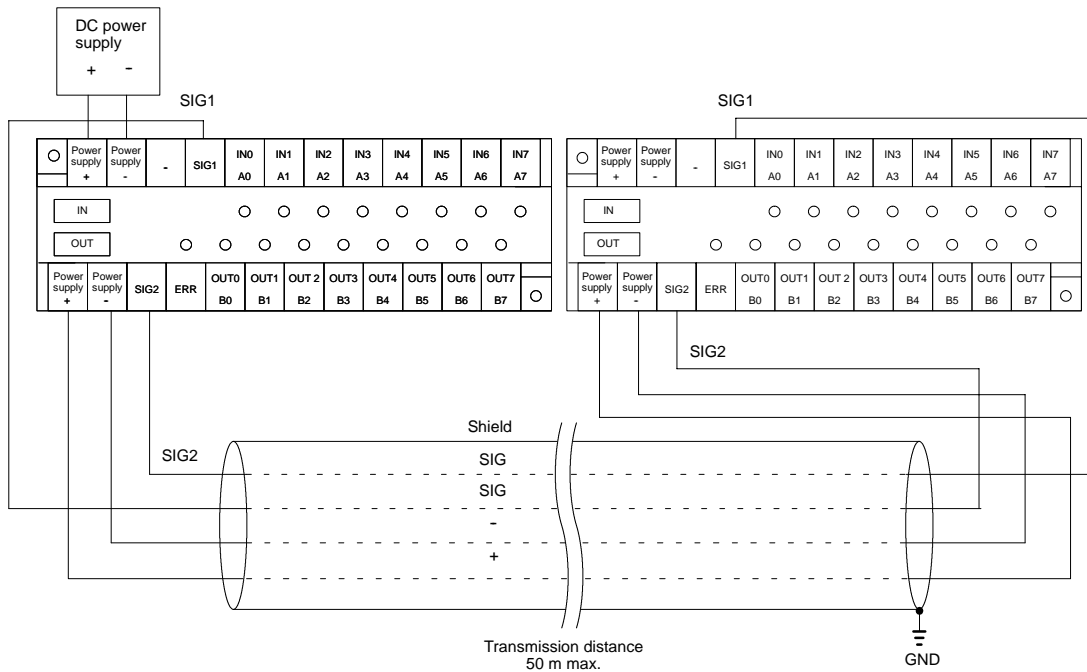 DC power
supply
+ -
SIG1
SIG1
Power supply + Power supply - - SIG1 IN0 A0 IN1 A1 IN2 A2 IN3 A3 IN4 A4 IN5 A5 IN6 A6 IN7 A7
IN
OUT
Power supply + Power supply - SIG2 ERR OUT0 B0 OUT1 B1 OUT 2 B2 OUT3 B3 OUT4 B4 OUT5 B5 OUT6 B6 OUT7 B7
Power supply + Power supply - - SIG1 IN0 A0 IN1 A1 IN2 A2 IN3 A3 IN4 A4 IN5 A5 IN6 A6 IN7 A7
IN
OUT
Power supply + Power supply - SIG2 ERR OUT0 B0 OUT1 B1 OUT 2 B2 OUT3 B3 OUT4 B4 OUT5 B5 OUT6 B6 OUT7 B7
SIG2
Shield
SIG2
SIG
SIG
-
+
Transmission distance
50 m max.
GND